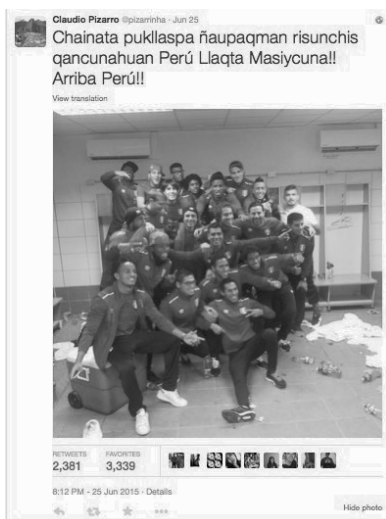 Claudio Pizarro @pizarrinha · Jun 25
Chainata pukllaspa ñaupaqman risunchis
qancunahuan Perú Llaqta Masiycuna!!
Arriba Perú!!
View translation
RETWEETS FAVORITES
2,381 3,339
8:12 PM - 25 Jun 2015 · Details
Hide photo